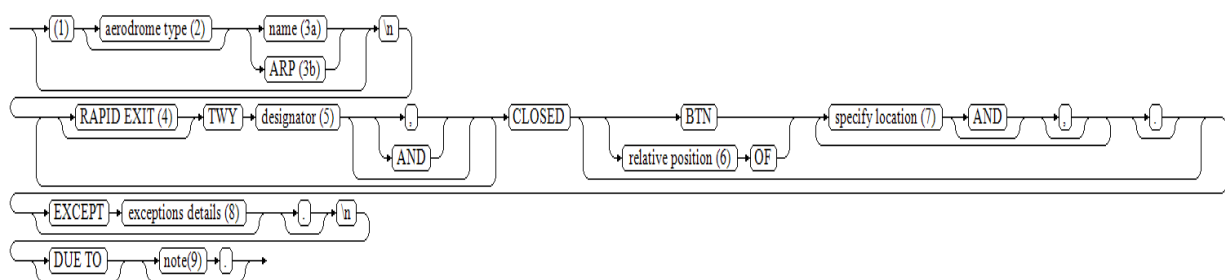 (1) aerodrome type (2) name (3a) \n
ARP (3b)
RAPID EXIT (4) TWY designator (5) , CLOSED BTN specify location (7) AND , .
AND relative position (6) OF
EXCEPT exceptions details (8) . \n
DUE TO note(9) .